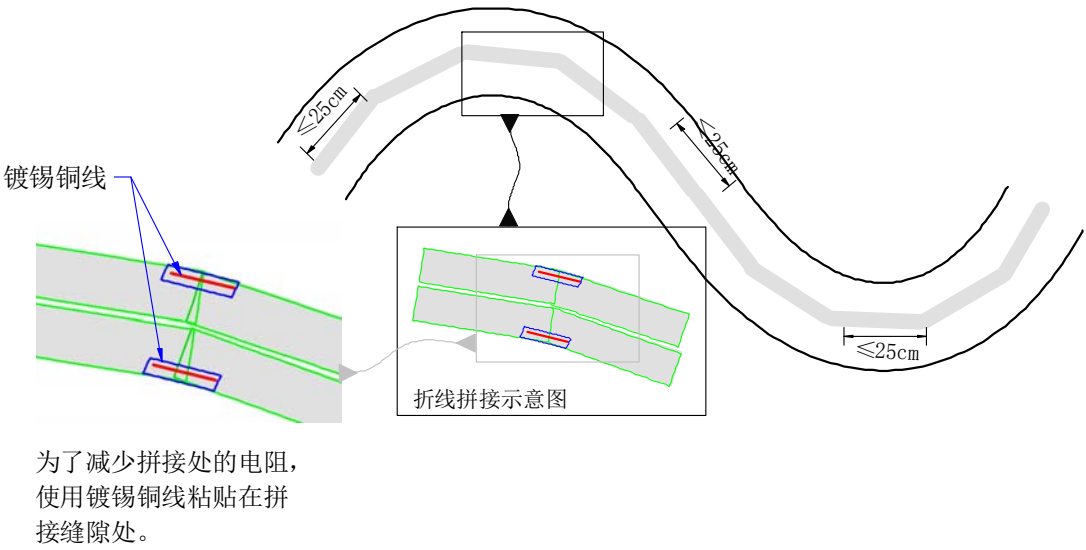 ≤25cm
≤25cm
镀锡铜线
≤25cm
折线拼接示意图
为了减少拼接处的电阻，
使用镀锡铜线粘贴在拼
接缝隙处。